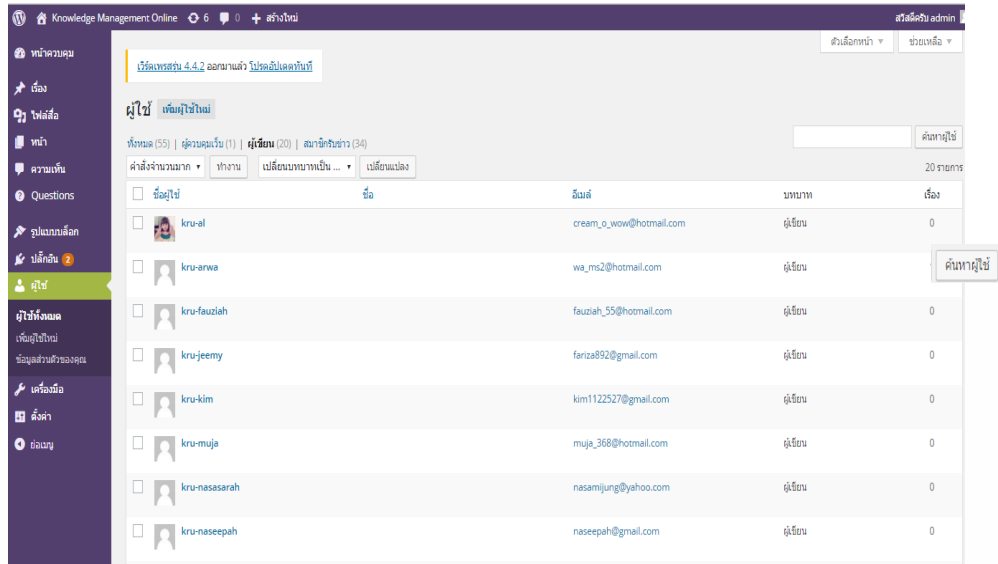 Knowledge Management Online 6 0 + สร้างใหม่ สวัสดีครับ admin
หน้าควบคุม
เรื่อง
ไฟล์สื่อ
หน้า
ความเห็น
Questions
รูปแบบบล็อก
ปลั๊กอิน 2
ผู้ใช้
ผู้ใช้ทั้งหมด
เพิ่มผู้ใช้ใหม่
ข้อมูลส่วนตัวของคุณ
เครื่องมือ
ตั้งค่า
ย่อเมนู
ตัวเลือกหน้า ช่วยเหลือ
เวิร์ดเพรสรุ่น 4.4.2 ออกมาแล้ว โปรดอัปเดตทันที
ผู้ใช้ เพิ่มผู้ใช้ใหม่
ทั้งหมด (55) | ผู้ควบคุมเว็บ (1) | ผู้เขียน (20) | สมาชิกรับข่าว (34)
ค้นหาผู้ใช้
คำสั่งจำนวนมาก ทำงาน เปลี่ยนบทบาทเป็น ... เปลี่ยนแปลง 20 รายการ
ชื่อผู้ใช้ ชื่อ อีเมล์ บทบาท เรื่อง
kru-al cream_o_wow@hotmail.com ผู้เขียน 0
kru-arwa wa_ms2@hotmail.com ผู้เขียน
ค้นหาผู้ใช้
kru-fauziah fauziah_55@hotmail.com ผู้เขียน 0
kru-jeemy fariza892@gmail.com ผู้เขียน 0
kru-kim kim1122527@gmail.com ผู้เขียน 0
kru-muja muja_368@hotmail.com ผู้เขียน 0
kru-nasasarah nasamijung@yahoo.com ผู้เขียน 0
kru-naseepah naseepah@gmail.com ผู้เขียน 0